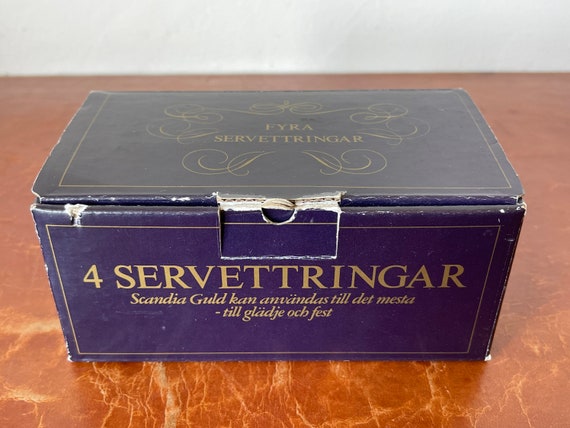 FYRA
SERVETTRINGAR
4 SERVETTRINGAR
Scandia Guld kan användas till det mesta
- till glädje och fest